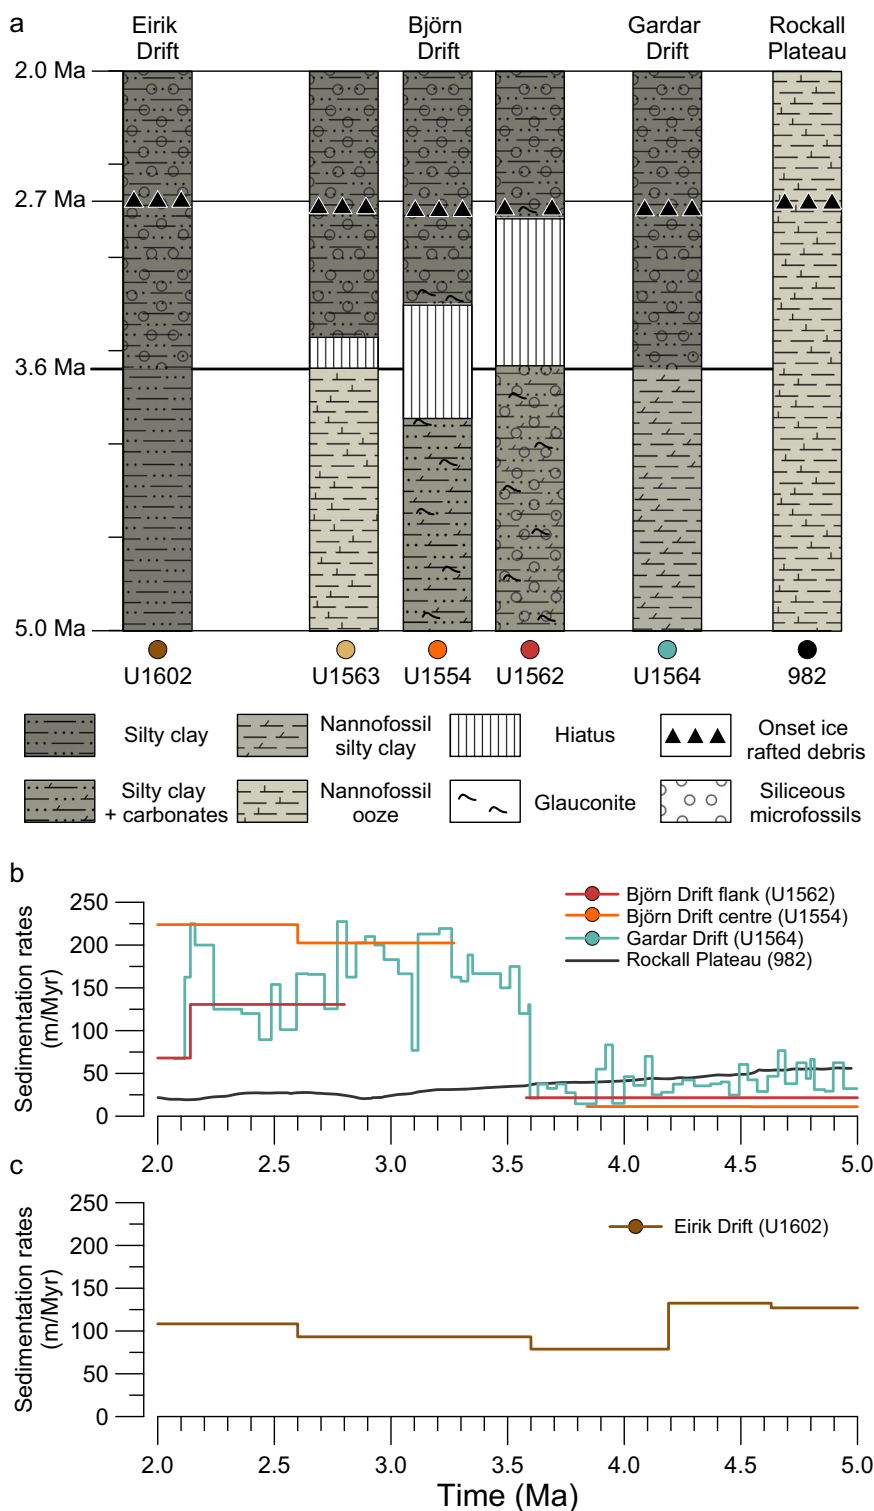 a
Eirik
Drift
Björn
Drift
Gardar
Drift
Rockall
Plateau
2.0 Ma
2.7 Ma
3.6 Ma
5.0 Ma
U1602
U1563
U1554
U1562
U1564
982
Silty clay
Nannofossil
silty clay
Hiatus
Onset ice
rafted debris
Silty clay
+ carbonates
Nannofossil
ooze
Glauconite
Siliceous
microfossils
b
Sedimentation rates
(m/Myr)
250
200
150
100
50
0
Björn Drift flank (U1562)
Björn Drift centre (U1554)
Gardar Drift (U1564)
Rockall Plateau (982)
2.0 2.5 3.0 3.5 4.0 4.5 5.0
c
Sedimentation rates
(m/Myr)
250
200
150
100
50
0
Eirik Drift (U1602)
2.0 2.5 3.0 3.5 4.0 4.5 5.0
Time (Ma)